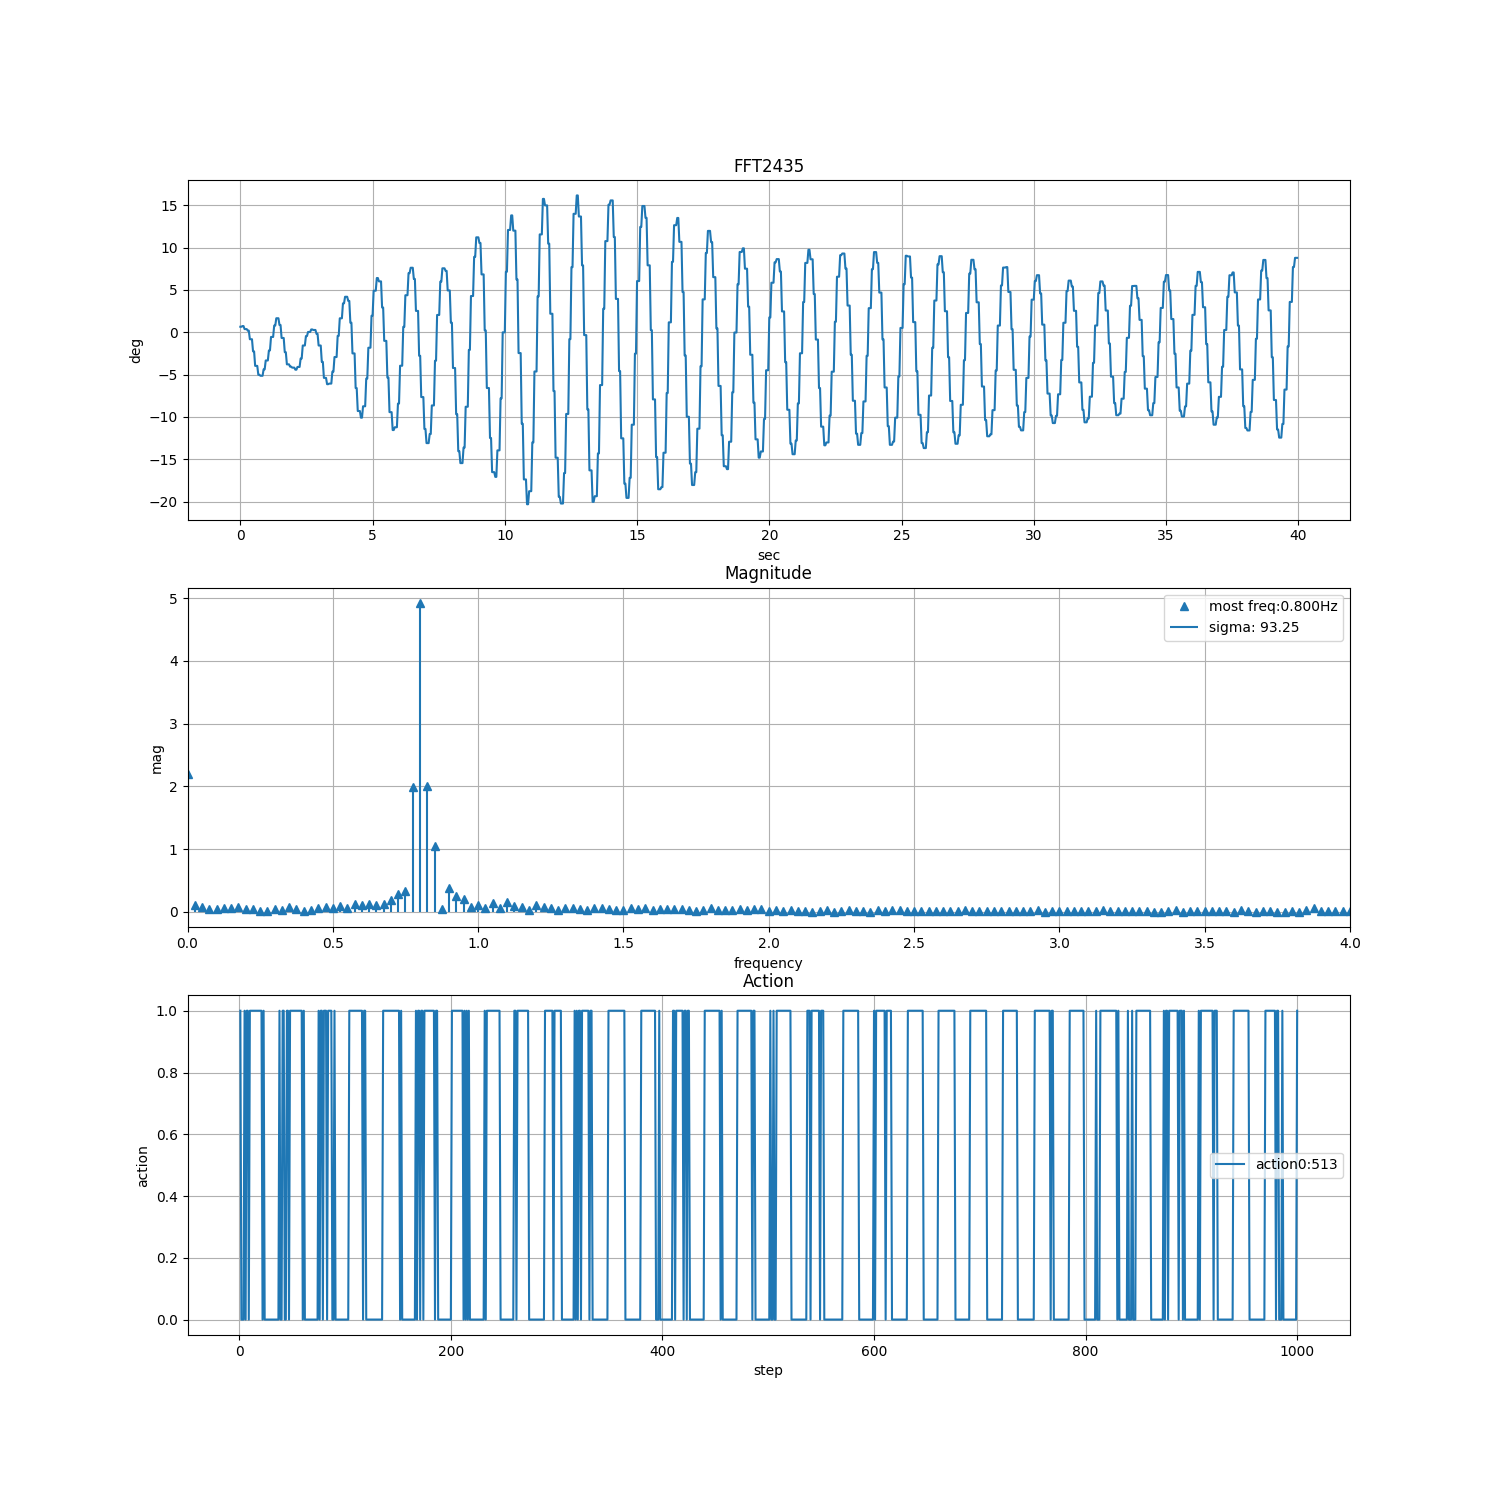 FFT2435
15
10
5
0
−5
−10
−15
−20
deg
0 5 10 15 20 25 30 35 40
sec
Magnitude
5
4
3
2
1
0
mag
most freq:0.800Hz
sigma: 93.25
0.0 0.5 1.0 1.5 2.0 2.5 3.0 3.5 4.0
frequency
Action
1.0
0.8
0.6
0.4
0.2
0.0
action
action0:513
0 200 400 600 800 1000
step